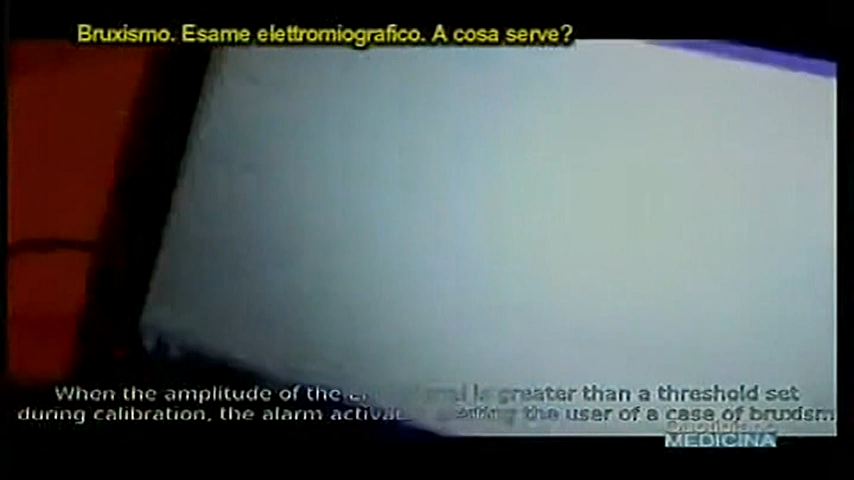 Bruxismo. Esame elettromiografico. A cosa serve?
When the amplitude of the is greater than a threshold set
during calibration, the alarm the user of a case of bruxism
MEDICINA